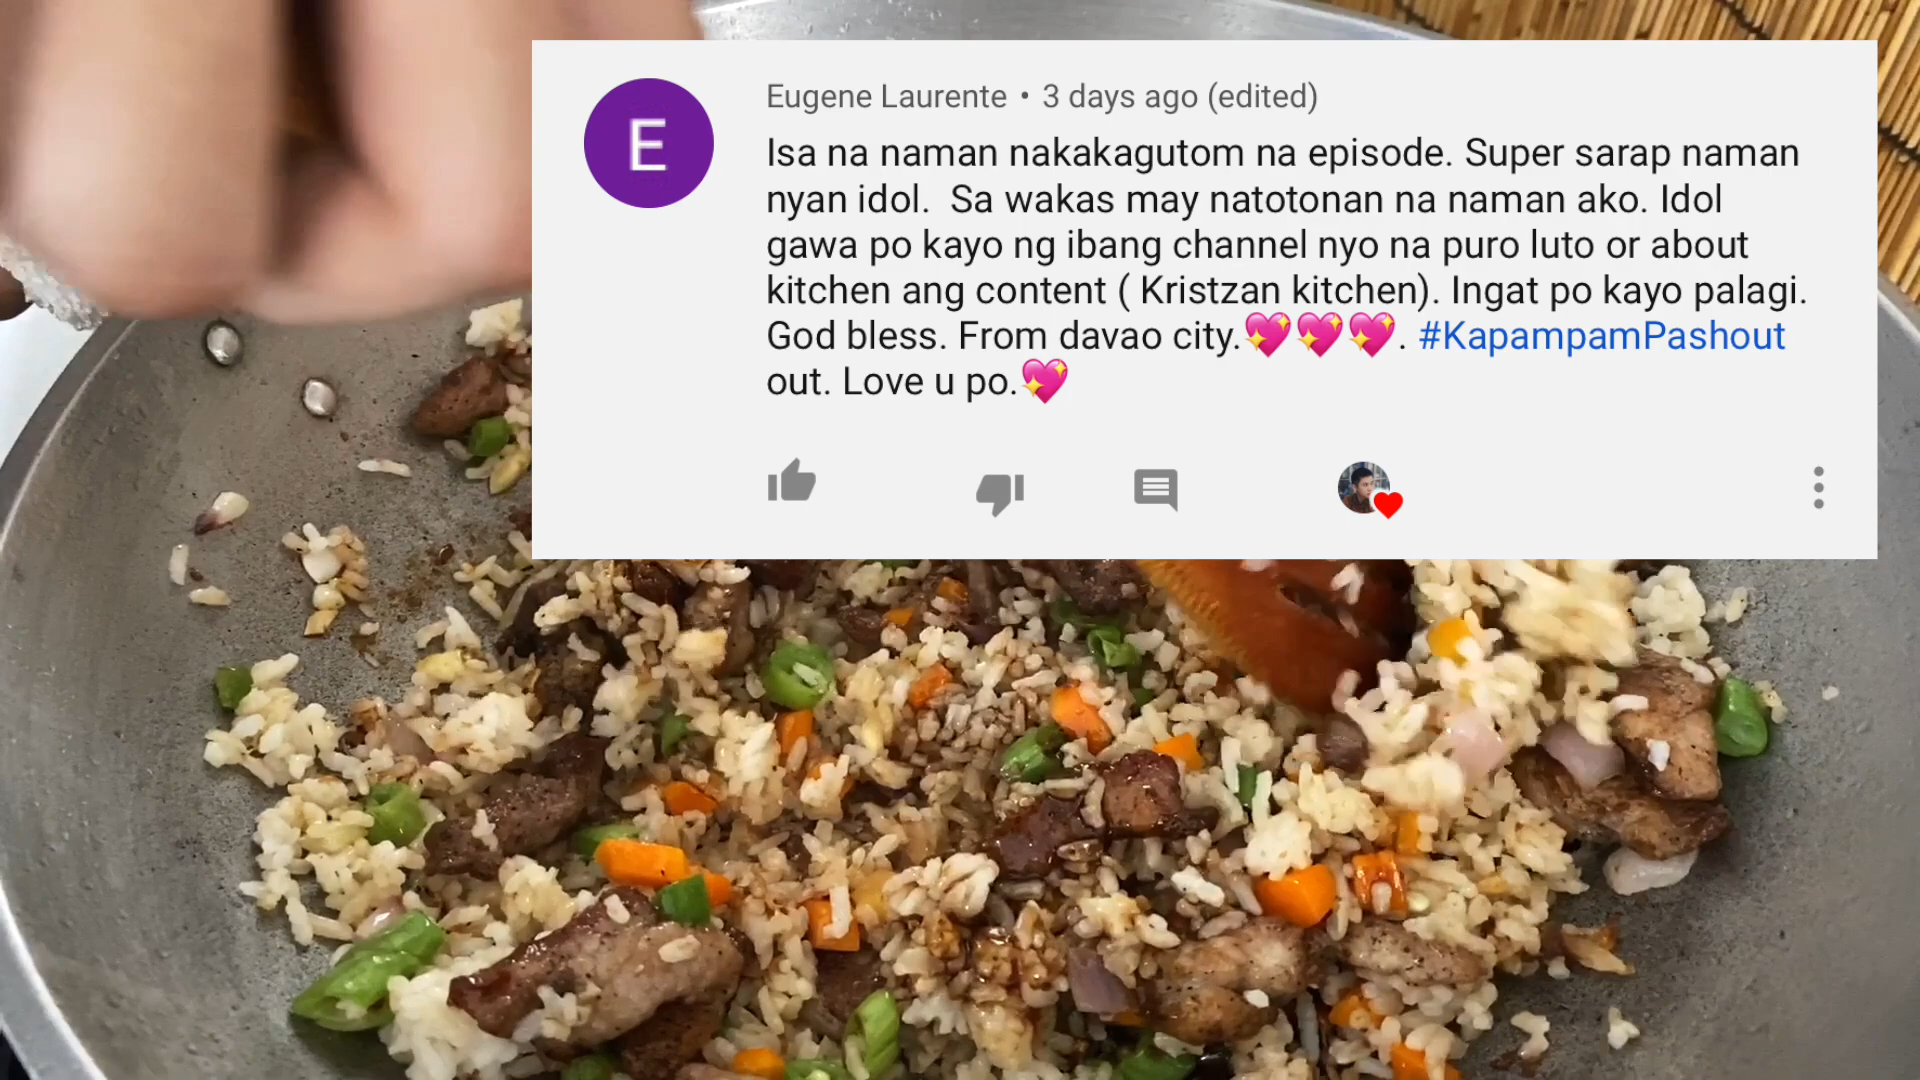 E
Eugene Laurente • 3 days ago (edited)
Isa na naman nakakagutom na episode. Super sarap naman
nyan idol.  Sa wakas may natotonan na naman ako. Idol
gawa po kayo ng ibang channel nyo na puro luto or about
kitchen ang content ( Kristzan kitchen). Ingat po kayo palagi.
God bless. From davao city.💖💖💖. #KapampamPashout
out. Love u po.💖